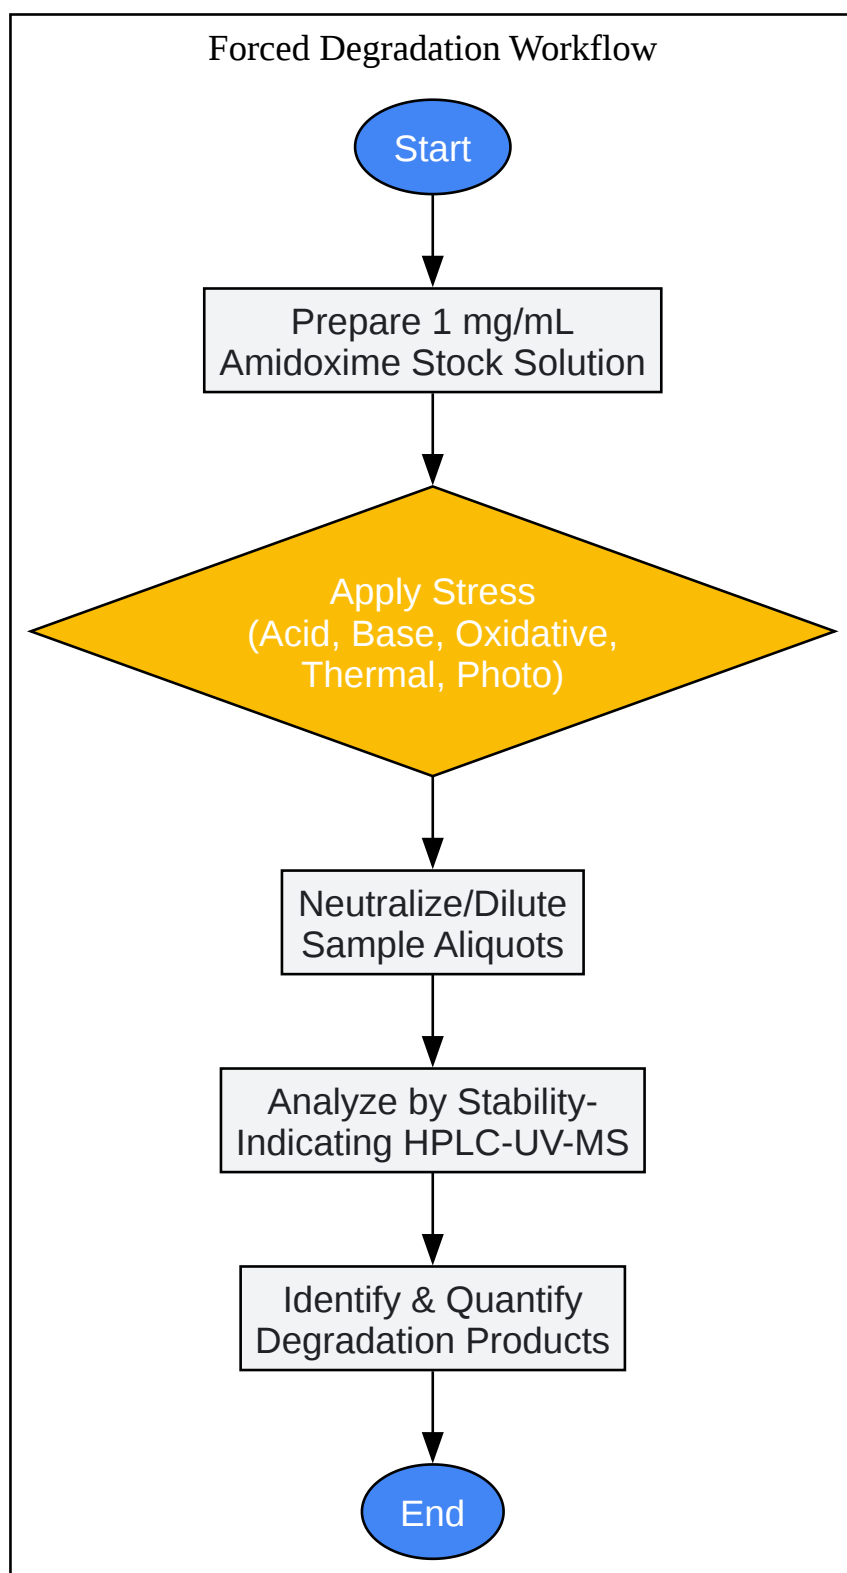 Forced Degradation Workflow
Start
Prepare 1 mg/mL
Amidoxime Stock Solution
Apply Stress
(Acid, Base, Oxidative,
Thermal, Photo)
Neutralize/Dilute
Sample Aliquots
Analyze by Stability-
Indicating HPLC-UV-MS
Identify & Quantify
Degradation Products
End